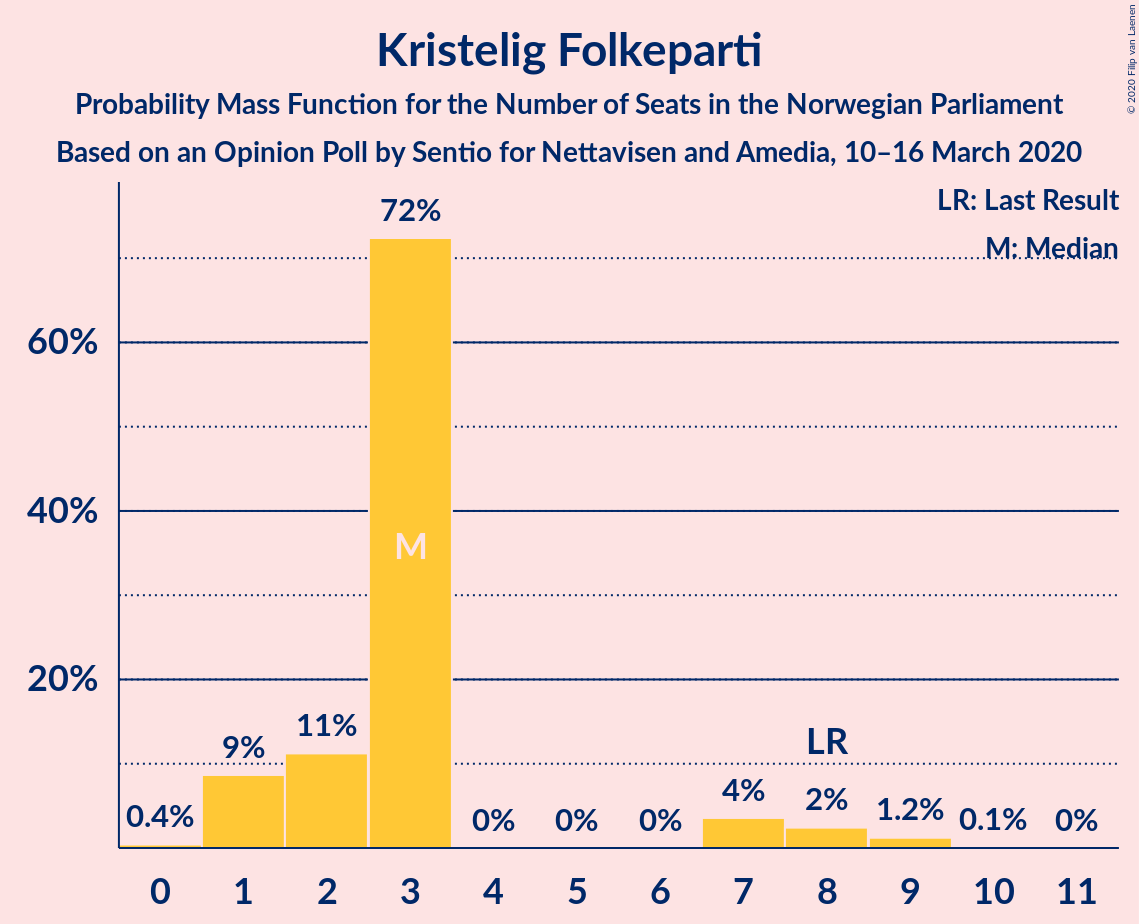 Kristelig Folkeparti
Probability Mass Function for the Number of Seats in the Norwegian Parliament
Based on an Opinion Poll by Sentio for Nettavisen and Amedia, 10–16 March 2020
© 2020 Filip van Laenen
LR: Last Result
M: Median
72%
60%
40%
M
20%
LR
11%
9%
4%
2%
1.2%
0.4%
0%
0%
0%
0.1%
0%
0 1 2 3 4 5 6 7 8 9 10 11